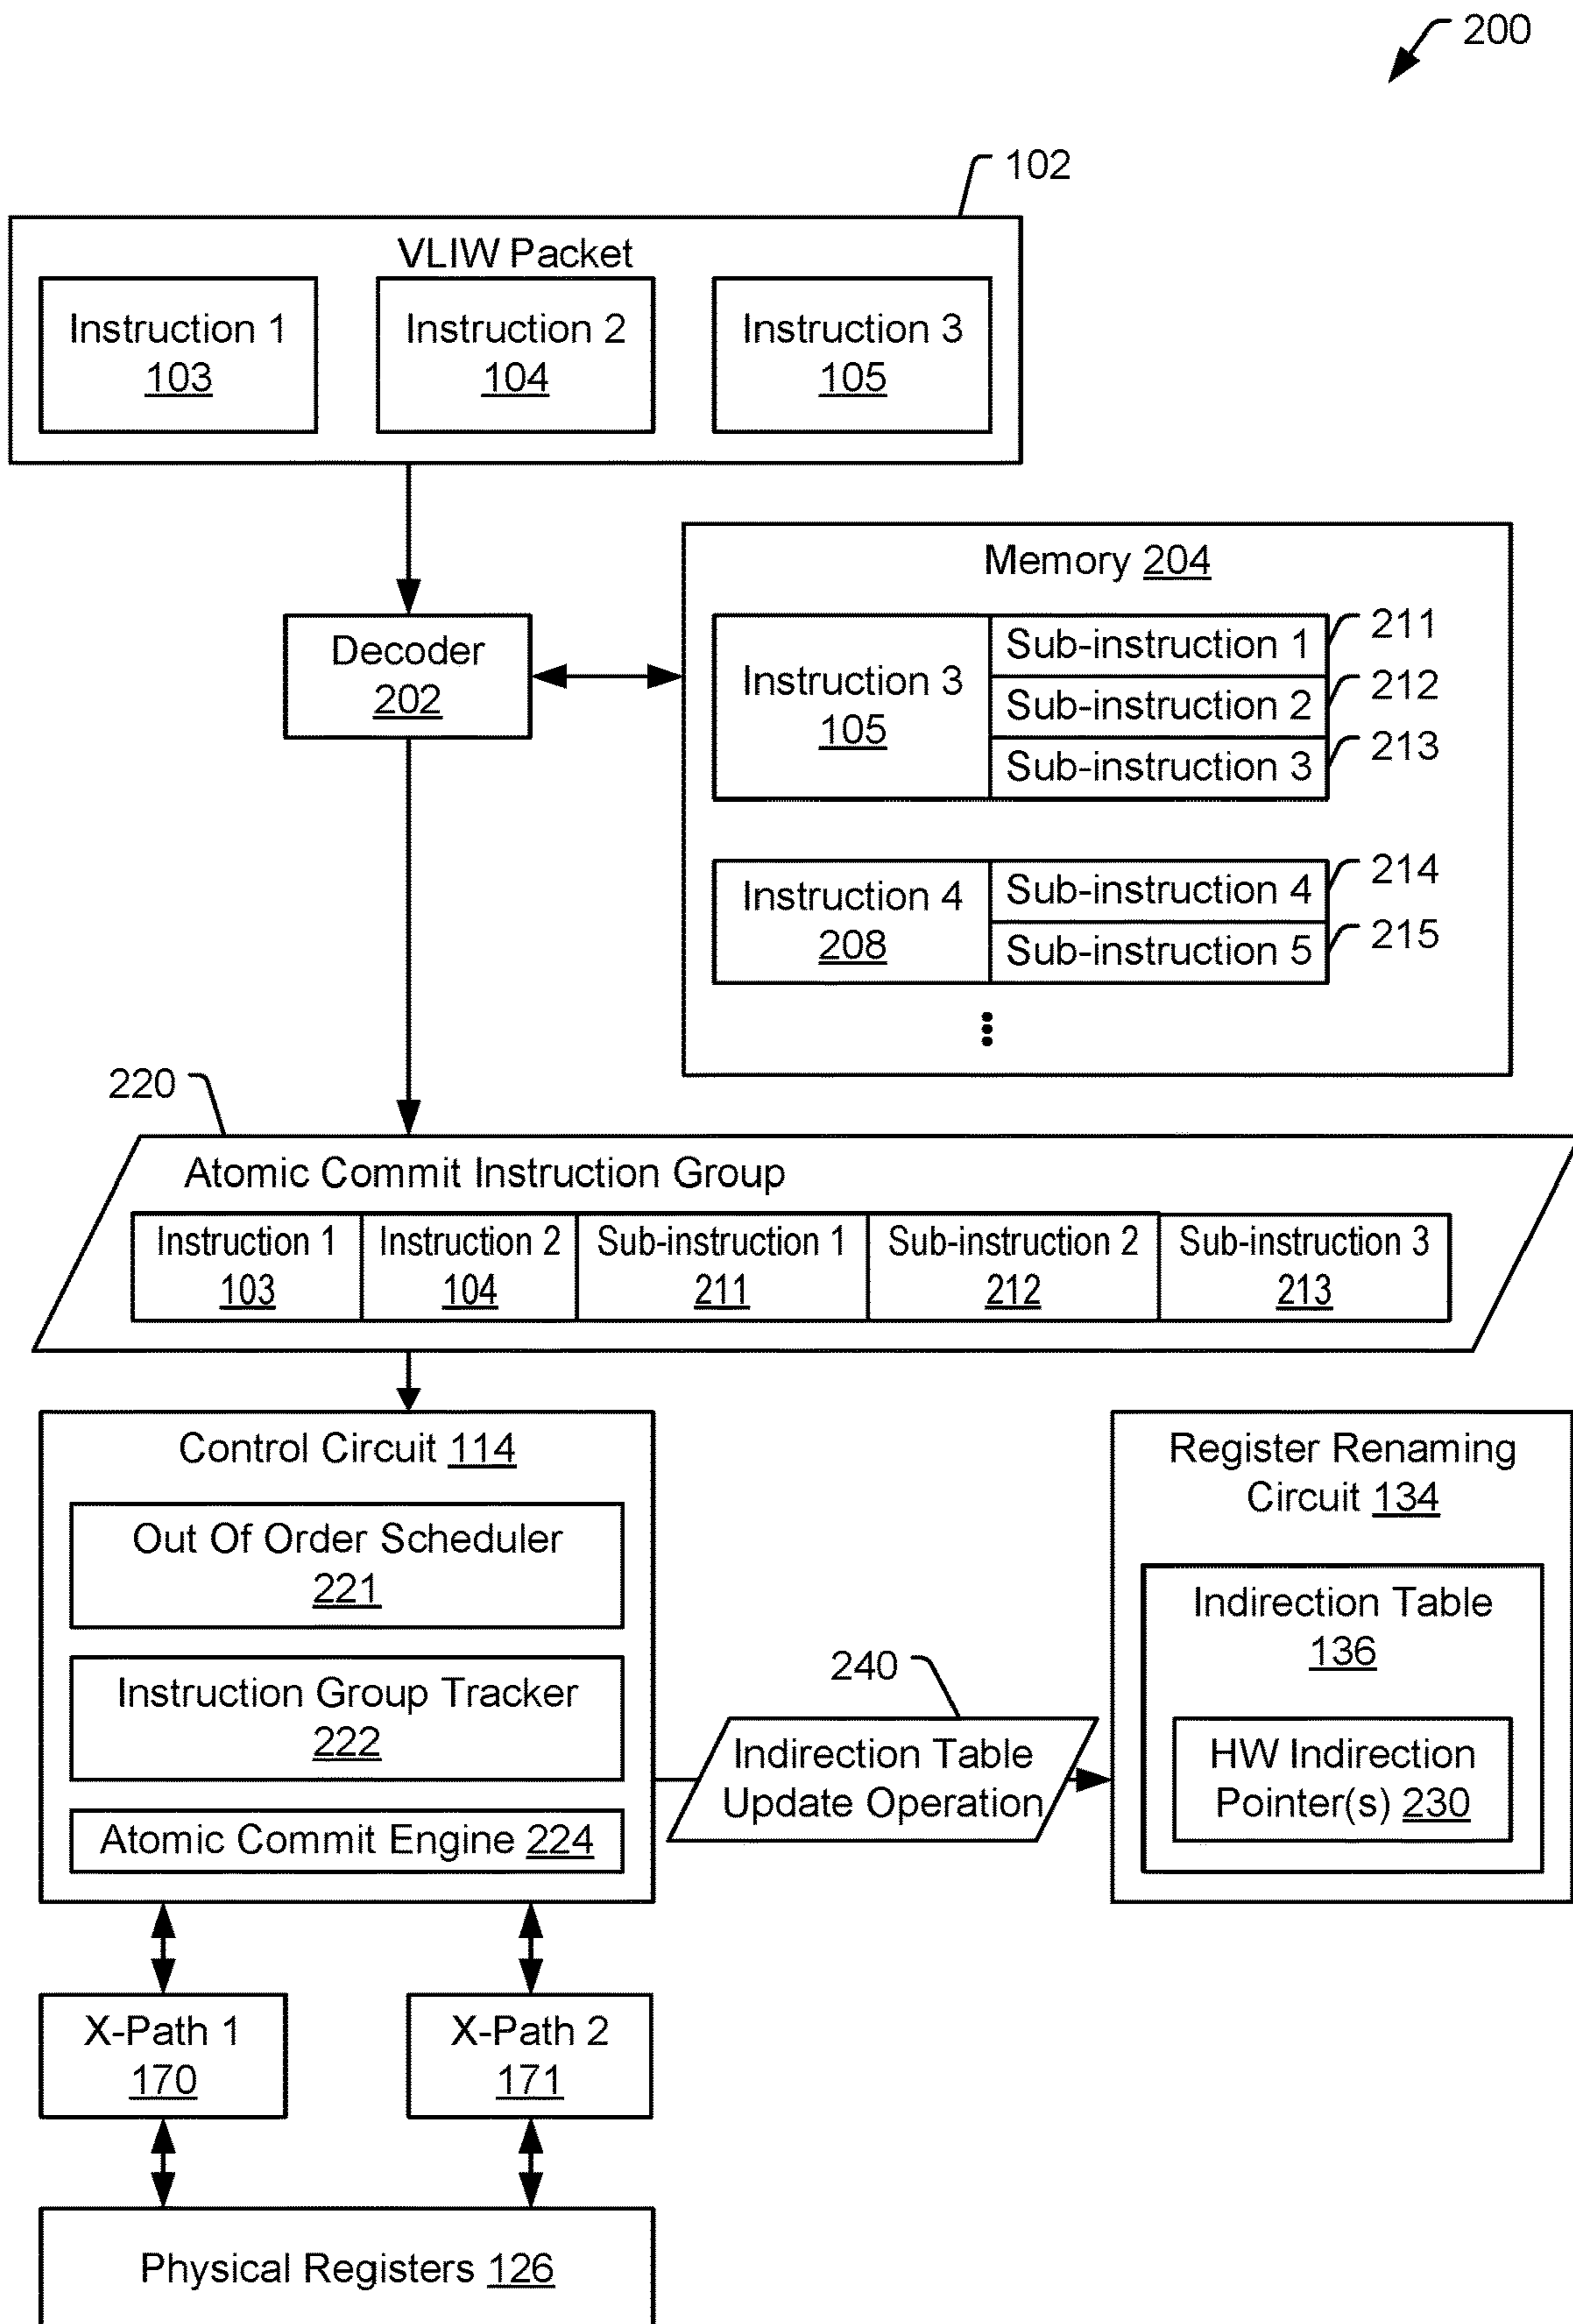 200
102
VLIW Packet
Instruction 1
103
Instruction 2
104
Instruction 3
105
Memory 204
Decoder
202
Instruction 3
105
Sub-instruction 1
211
Sub-instruction 2
212
Sub-instruction 3
213
Instruction 4
208
Sub-instruction 4
214
Sub-instruction 5
215
220
Atomic Commit Instruction Group
Instruction 1
103
Instruction 2
104
Sub-instruction 1
211
Sub-instruction 2
212
Sub-instruction 3
213
Control Circuit 114
Out Of Order Scheduler
221
Instruction Group Tracker
222
Atomic Commit Engine 224
240
Indirection Table
Update Operation
Register Renaming
Circuit 134
Indirection Table
136
HW Indirection
Pointer(s) 230
X-Path 1
170
X-Path 2
171
Physical Registers 126